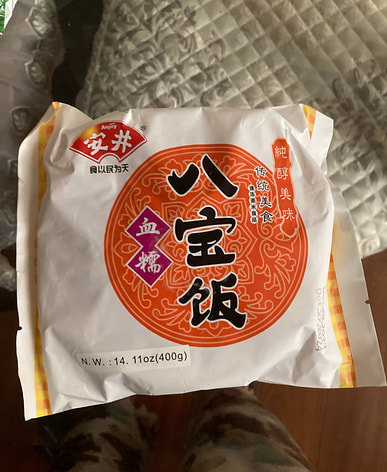 Anjoy
安井®
食以民为天
八宝饭
血糯
传统美食
純醇美味
N. W. : 14. 11oz(400g)